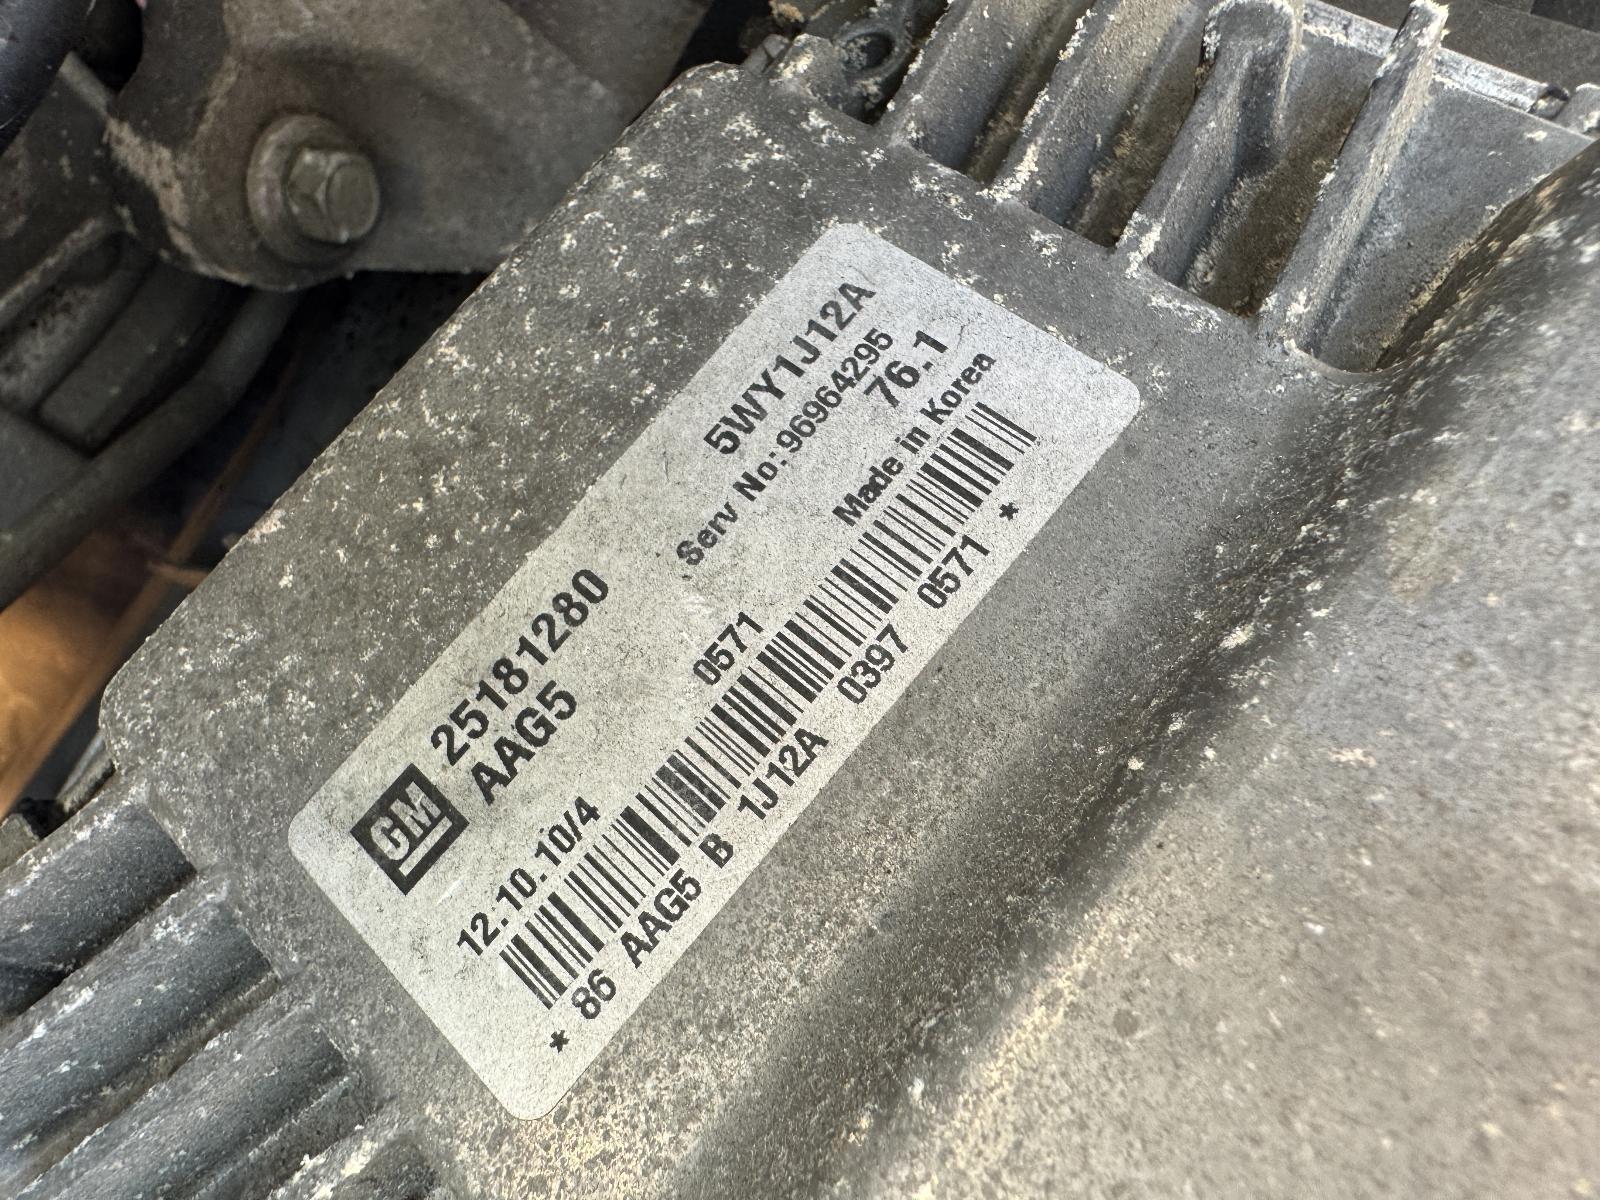 GM
25181280
AAG5
5WY1J12A
Serv No:96964295
76.1
12.10.10/4
0571
Made in Korea
* 86 AAG5 B 1J12A 0397 0571 *